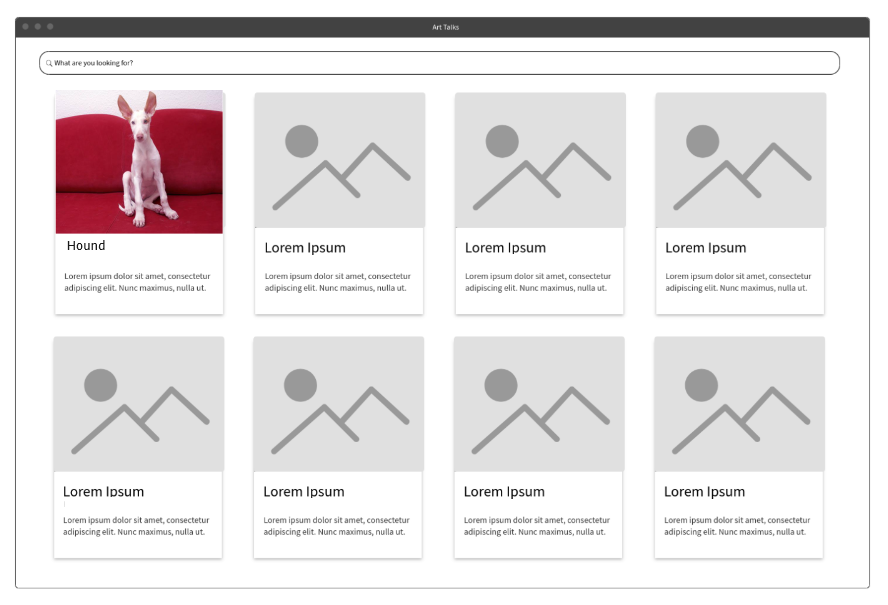 Art Talks
What are you looking for?
Hound
Lorem ipsum dolor sit amet, consectetur
adipiscing elit. Nunc maximus, nulla ut.
Lorem Ipsum
Lorem ipsum dolor sit amet, consectetur
adipiscing elit. Nunc maximus, nulla ut.
Lorem Ipsum
Lorem ipsum dolor sit amet, consectetur
adipiscing elit. Nunc maximus, nulla ut.
Lorem Ipsum
Lorem ipsum dolor sit amet, consectetur
adipiscing elit. Nunc maximus, nulla ut.
Lorem Ipsum
Lorem ipsum dolor sit amet, consectetur
adipiscing elit. Nunc maximus, nulla ut.
Lorem Ipsum
Lorem ipsum dolor sit amet, consectetur
adipiscing elit. Nunc maximus, nulla ut.
Lorem Ipsum
Lorem ipsum dolor sit amet, consectetur
adipiscing elit. Nunc maximus, nulla ut.
Lorem Ipsum
Lorem ipsum dolor sit amet, consectetur
adipiscing elit. Nunc maximus, nulla ut.